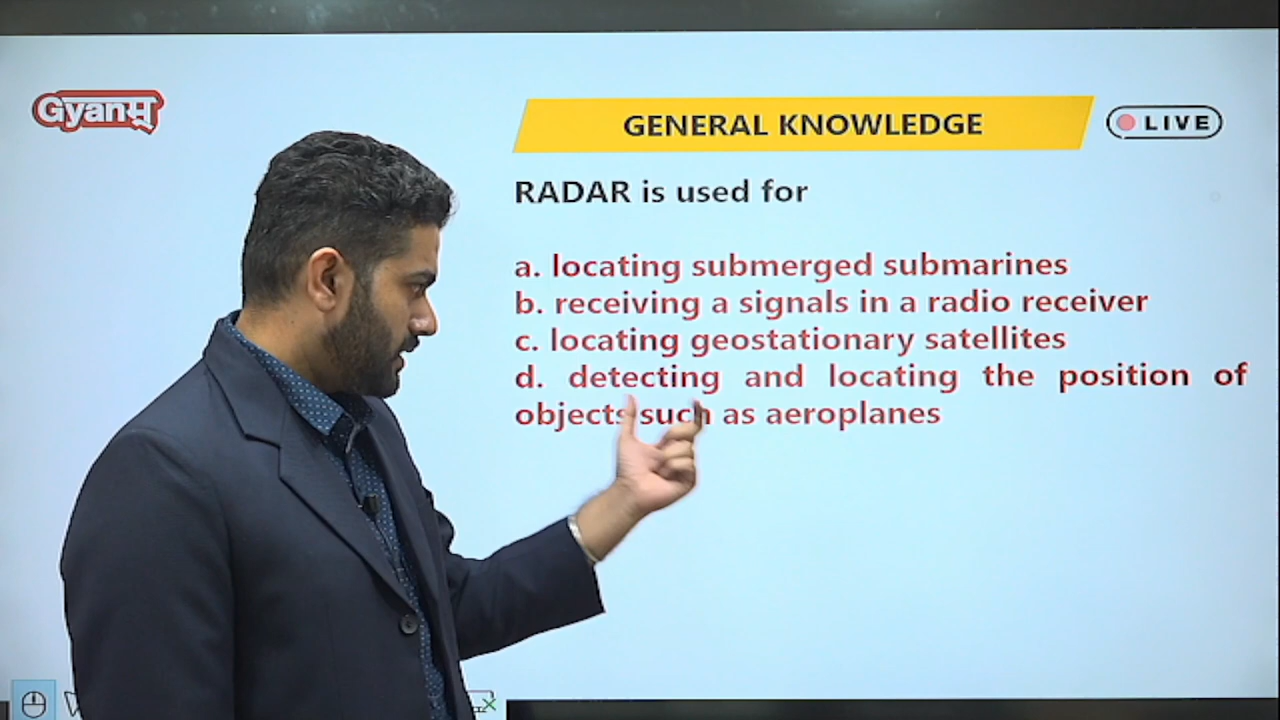 Gyanਸ੍ਰ
GENERAL KNOWLEDGE
LIVE
RADAR is used for
a. locating submerged submarines
b. receiving a signals in a radio receiver
c. locating geostationary satellites
d. detecting and locating the position of
objects such as aeroplanes